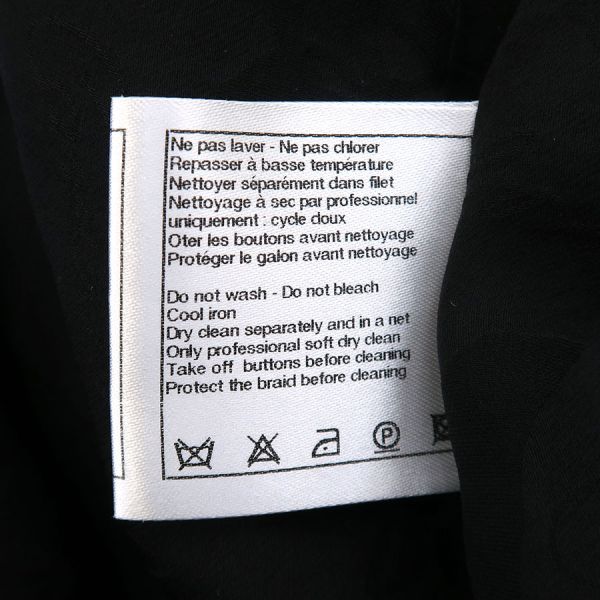 Ne pas laver - Ne pas chlorer
Repasser à basse température
Nettoyer séparément dans filet
Nettoyage à sec par professionnel
uniquement : cycle doux
Oter les boutons avant nettoyage
Protéger le galon avant nettoyage
Do not wash - Do not bleach
Cool iron
Dry clean separately and in a net
Only professional soft dry clean
Take off buttons before cleaning
Protect the braid before cleaning
P